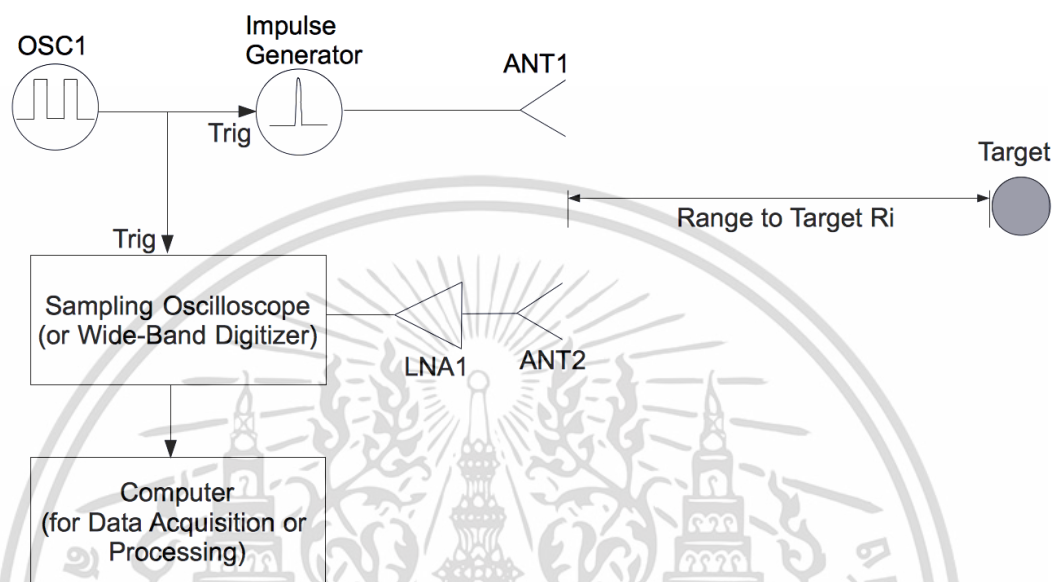 OSC1
Impulse
Generator
ANT1
Trig
Target
Range to Target Ri
Trig
Sampling Oscilloscope
(or Wide-Band Digitizer)
LNA1
ANT2
Computer
(for Data Acquisition or
Processing)